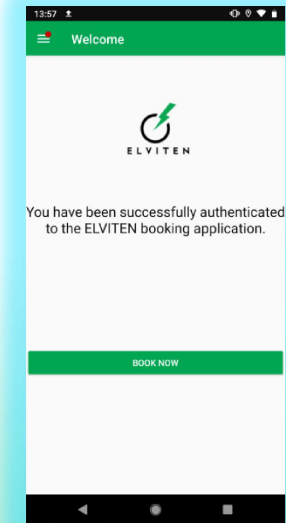 13:57
Welcome
ELVITEN
You have been successfully authenticated
to the ELVITEN booking application.
BOOK NOW